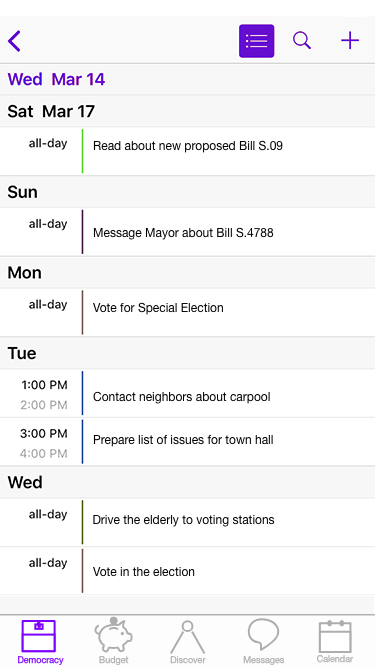 Wed Mar 14
Sat Mar 17
all-day Read about new proposed Bill S.09
Sun
all-day Message Mayor about Bill S.4788
Mon
all-day Vote for Special Election
Tue
1:00 PM
2:00 PM
Contact neighbors about carpool
3:00 PM
4:00 PM
Prepare list of issues for town hall
Wed
all-day Drive the elderly to voting stations
all-day Vote in the election
Democracy Budget Discover Messages Calendar